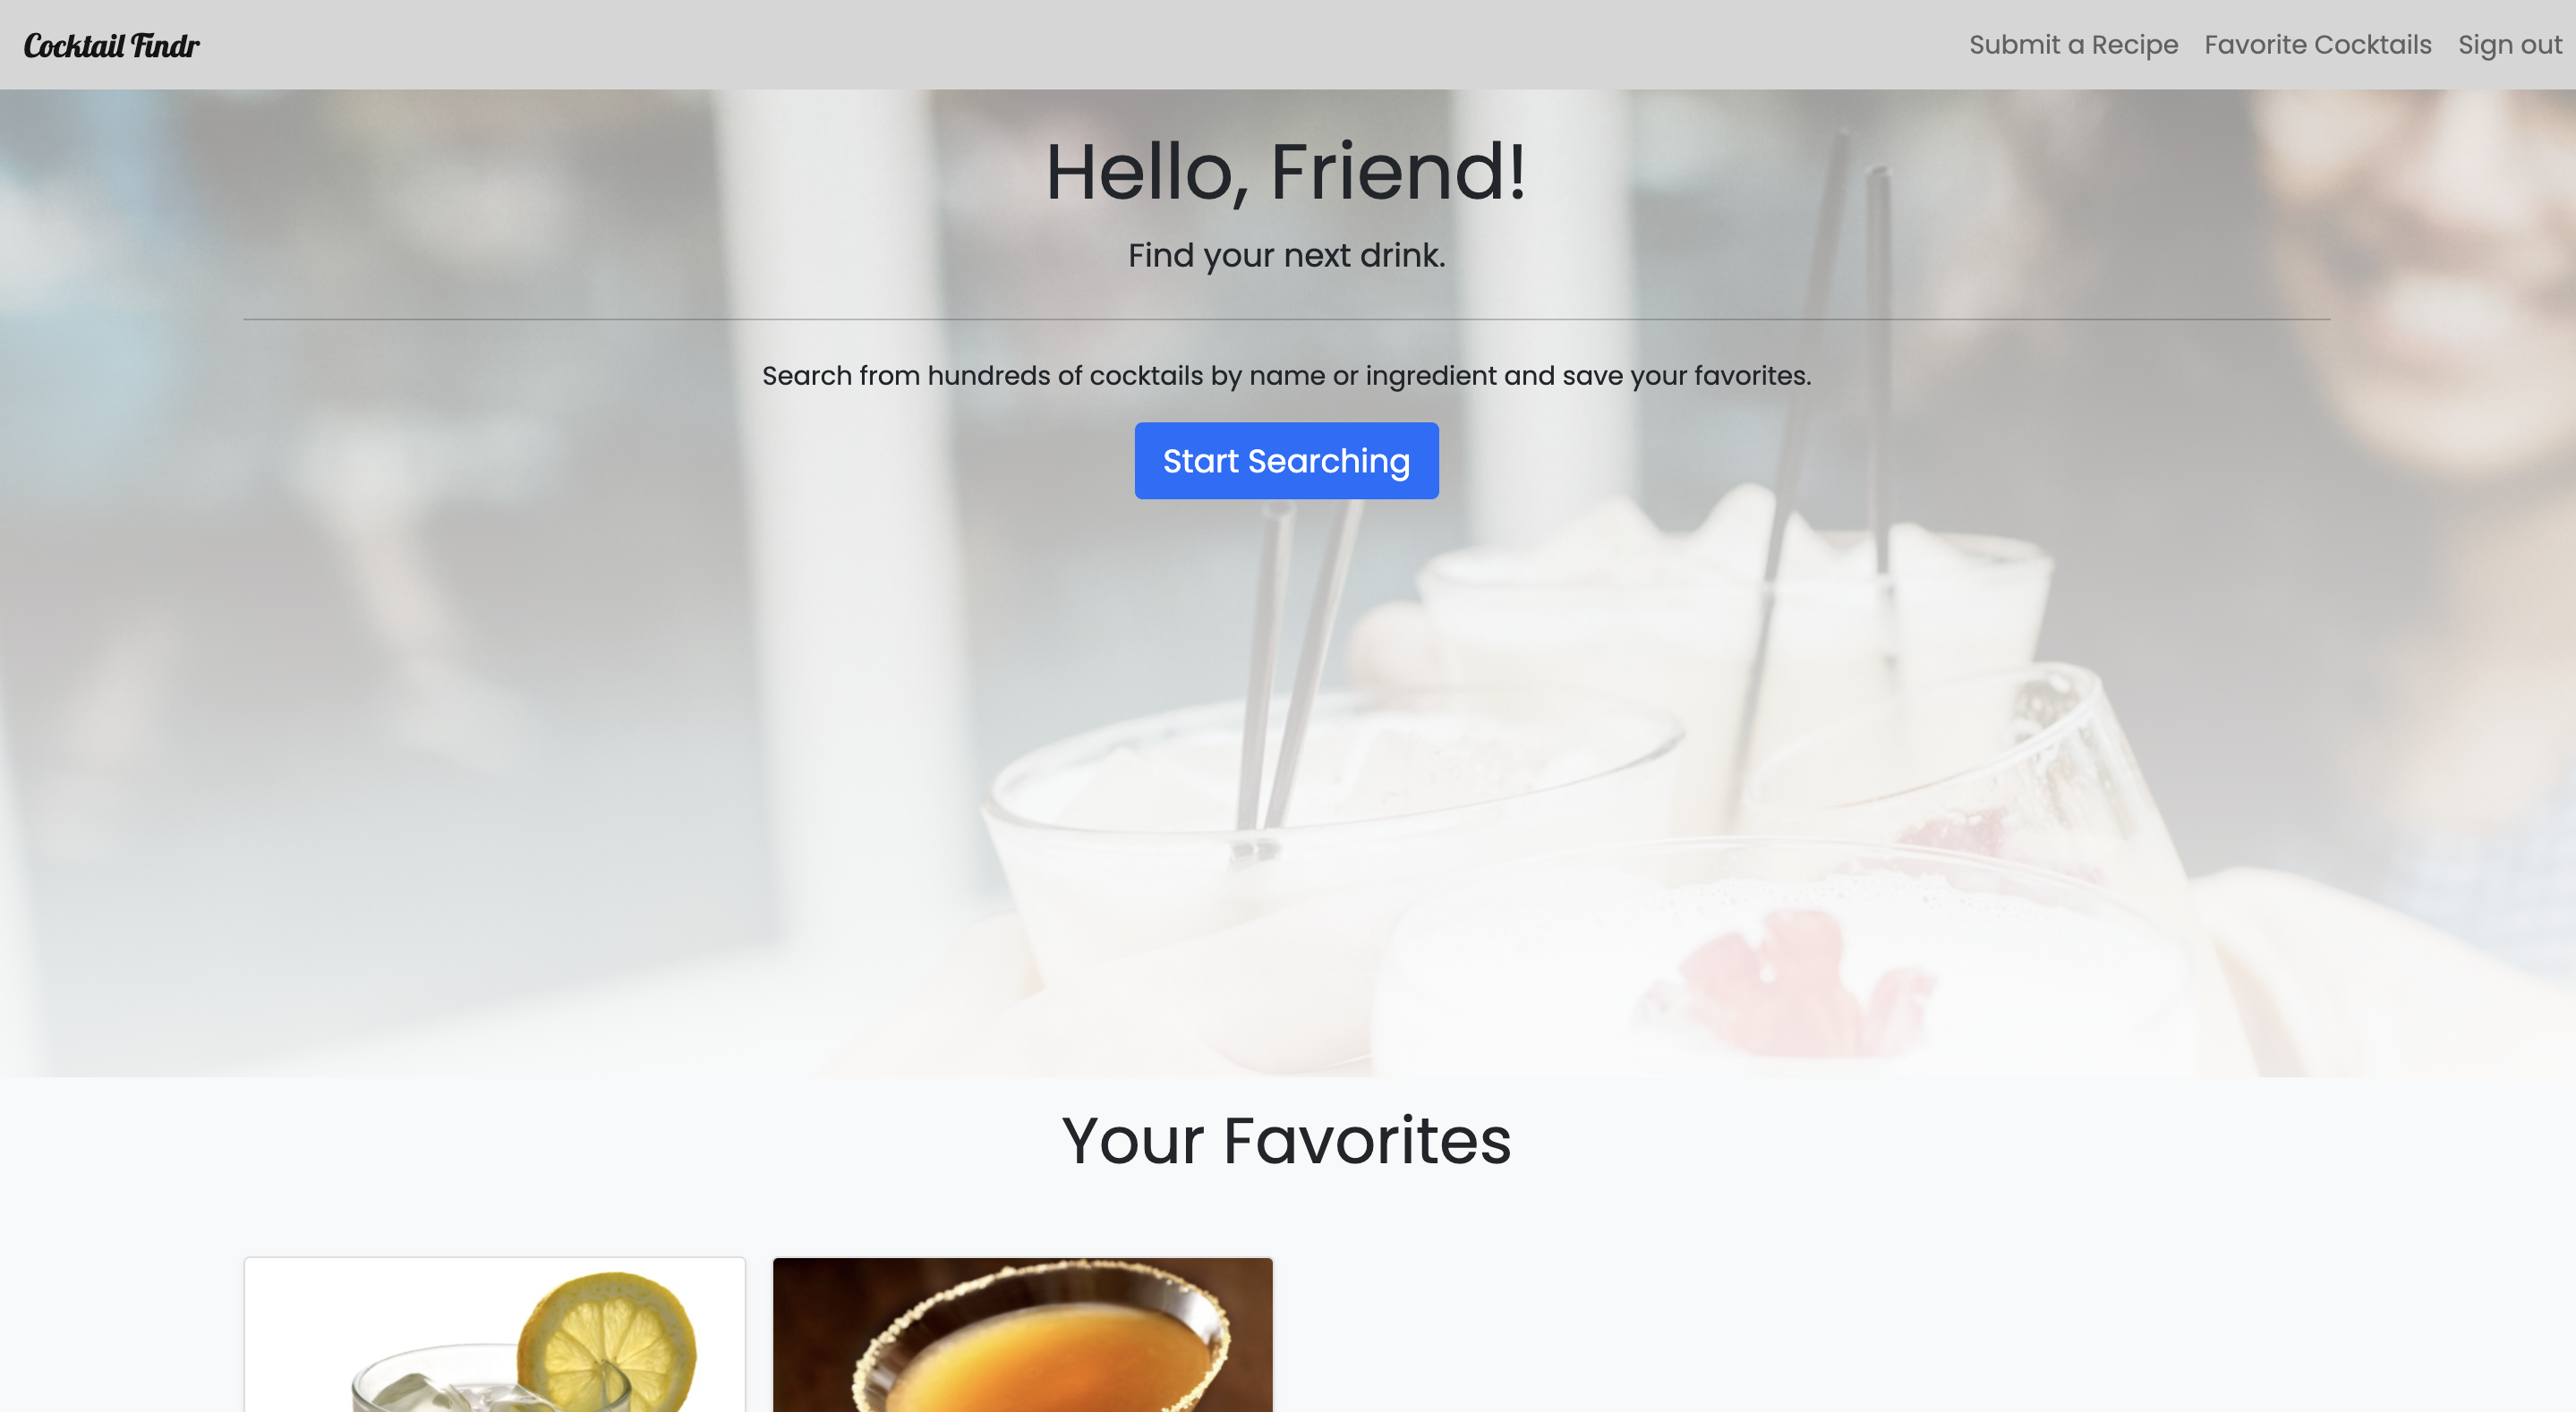 Cocktail Findr
Submit a Recipe
Favorite Cocktails
Sign out
Hello, Friend!
Find your next drink.
Search from hundreds of cocktails by name or ingredient and save your favorites.
Start Searching
Your Favorites